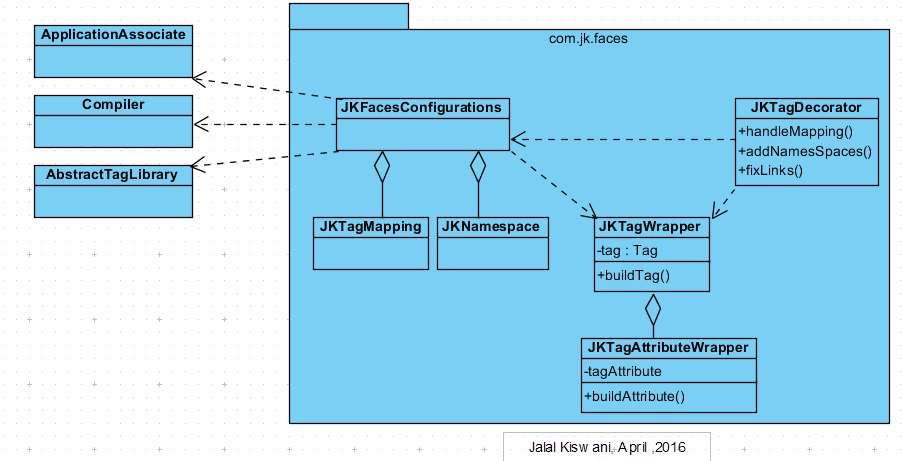 com.jk.faces
ApplicationAssociate
Compiler
AbstractTagLibrary
JKFacesConfigurations
JKTagDecorator
+handleMapping()
+addNamesSpaces()
+fixLinks()
JKTagMapping
JKNamespace
JKTagWrapper
-tag : Tag
+buildTag()
JKTagAttributeWrapper
-tagAttribute
+buildAttribute()
Jalal Kiswani, April ,2016